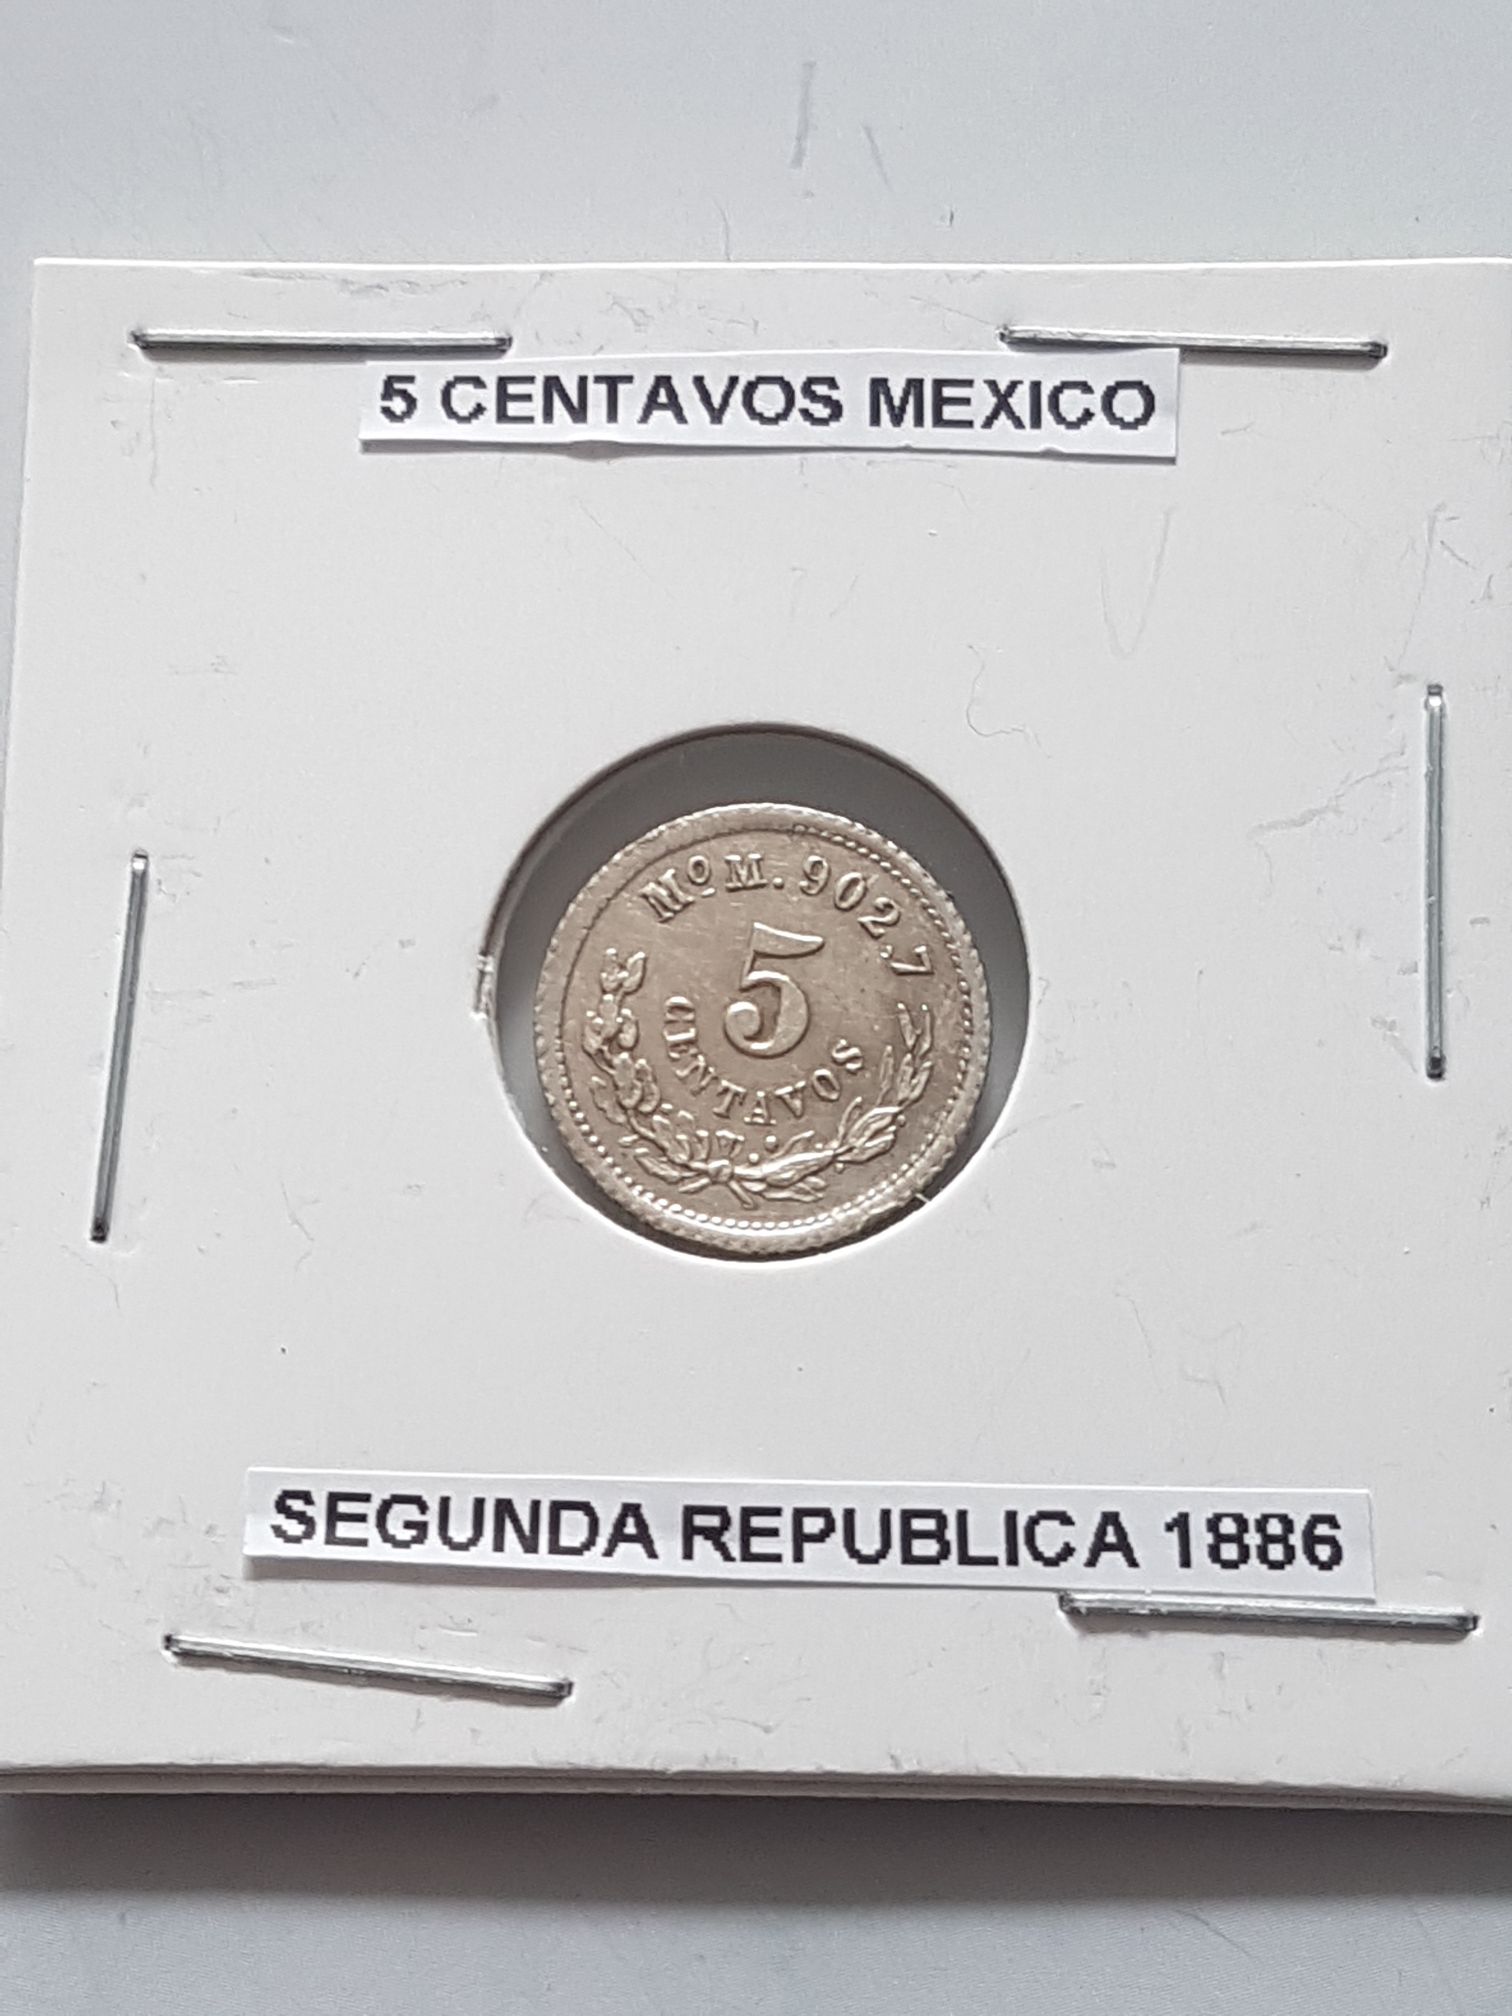 5 CENTAVOS MEXICO
Mº M. 902,7
5
CENTAVOS
SEGUNDA REPUBLICA 1886